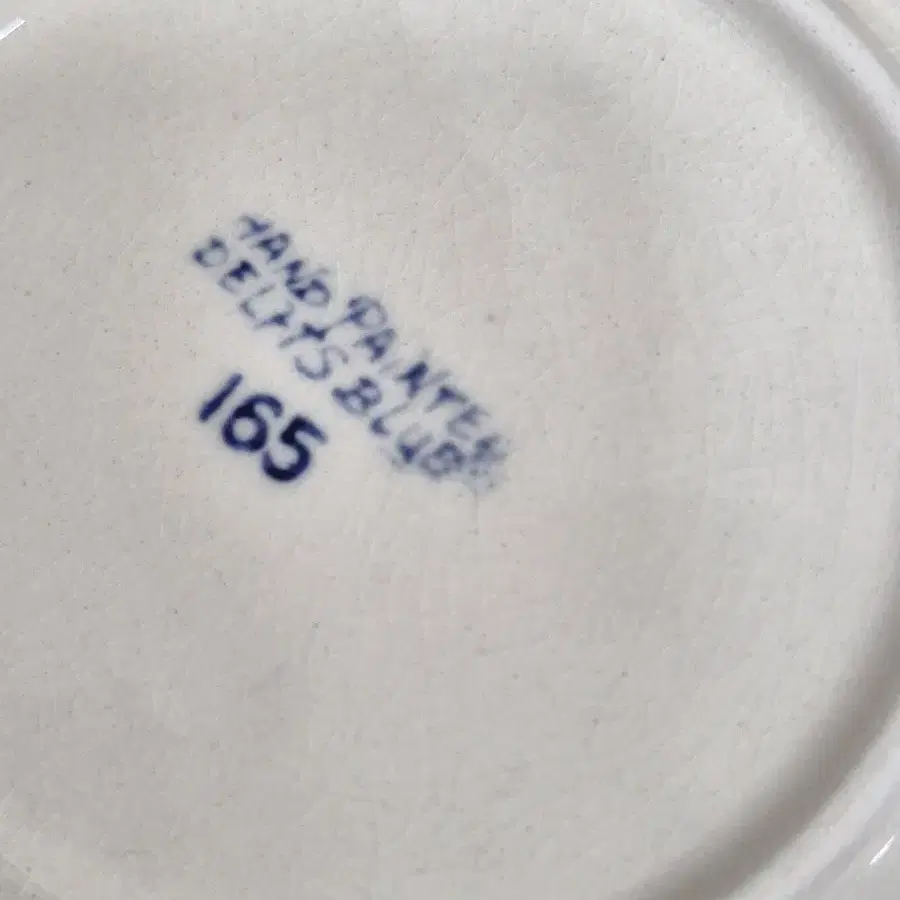 HAND PAINTED
DELFTS BLUE
165